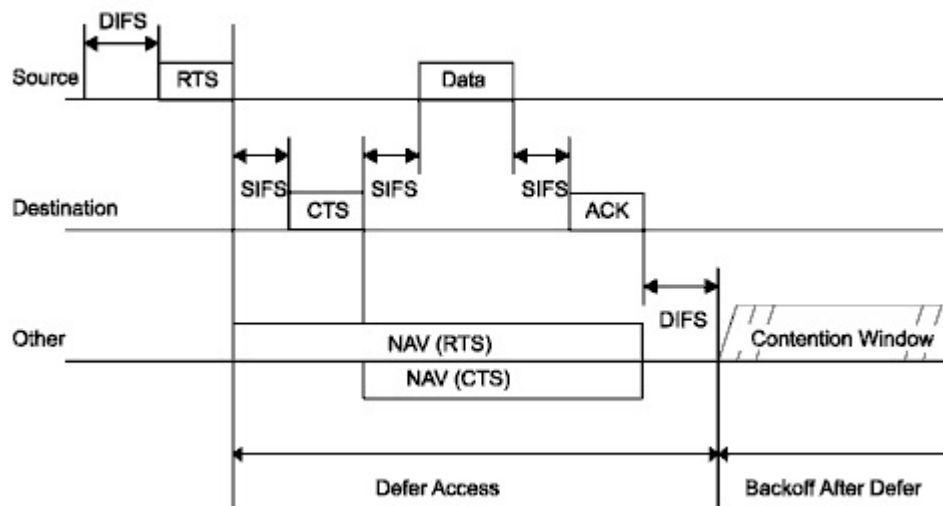 DIFS
Source
RTS
Data
SIFS
SIFS
SIFS
Destination
CTS
ACK
DIFS
Other
NAV (RTS)
Contention Window
NAV (CTS)
Defer Access
Backoff After Defer